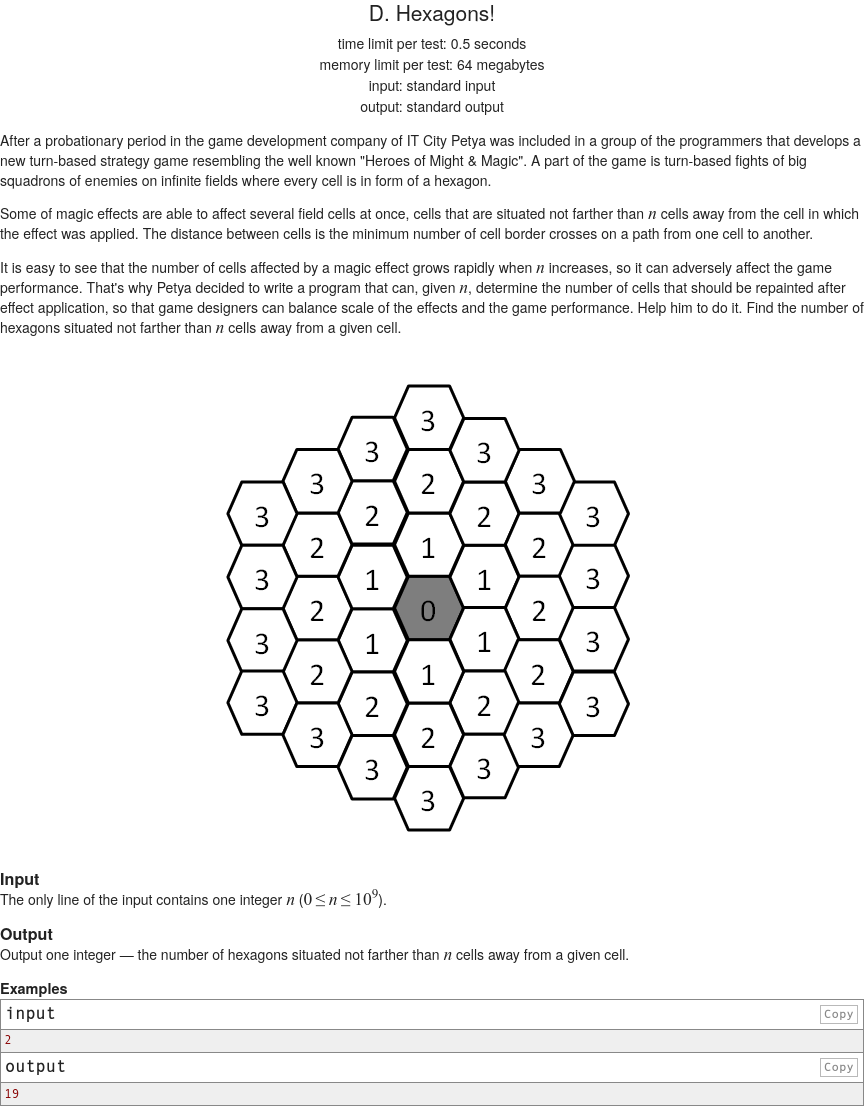 D. Hexagons!
time limit per test: 0.5 seconds
memory limit per test: 64 megabytes
input: standard input
output: standard output
After a probationary period in the game development company of IT City Petya was included in a group of the programmers that develops a
new turn-based strategy game resembling the well known "Heroes of Might & Magic". A part of the game is turn-based fights of big
squadrons of enemies on infinite fields where every cell is in form of a hexagon.
Some of magic effects are able to affect several field cells at once, cells that are situated not farther than n cells away from the cell in which
the effect was applied. The distance between cells is the minimum number of cell border crosses on a path from one cell to another.
It is easy to see that the number of cells affected by a magic effect grows rapidly when n increases, so it can adversely affect the game
performance. That's why Petya decided to write a program that can, given n, determine the number of cells that should be repainted after
effect application, so that game designers can balance scale of the effects and the game performance. Help him to do it. Find the number of
hexagons situated not farther than n cells away from a given cell.
3
3 3
3 2 3
3 2 2 3
2 1 2
3 1 1 3
2 0 2
3 1 1 3
2 1 2
3 2 2 3
3 2 3
3 3
3
Input
The only line of the input contains one integer n (0 ≤ n ≤ 10⁹).
Output
Output one integer — the number of hexagons situated not farther than n cells away from a given cell.
Examples
input Copy
2
output Copy
19